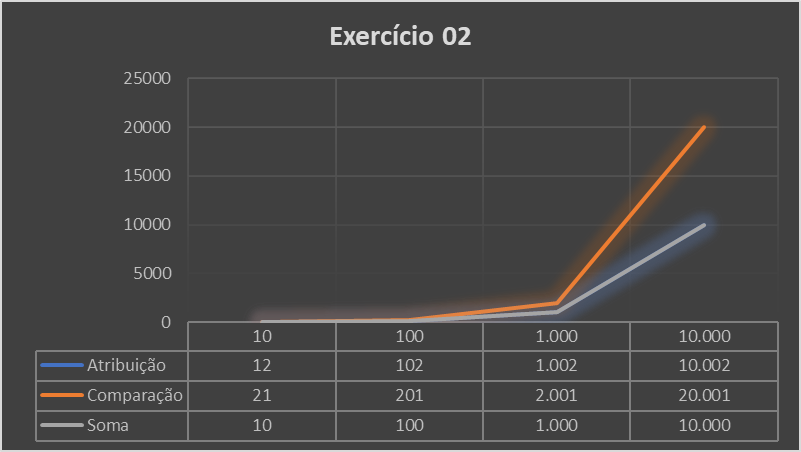 Exercício 02
25000
20000
15000
10000
5000
0
10 100 1.000 10.000
Atribuição 12 102 1.002 10.002
Comparação 21 201 2.001 20.001
Soma 10 100 1.000 10.000